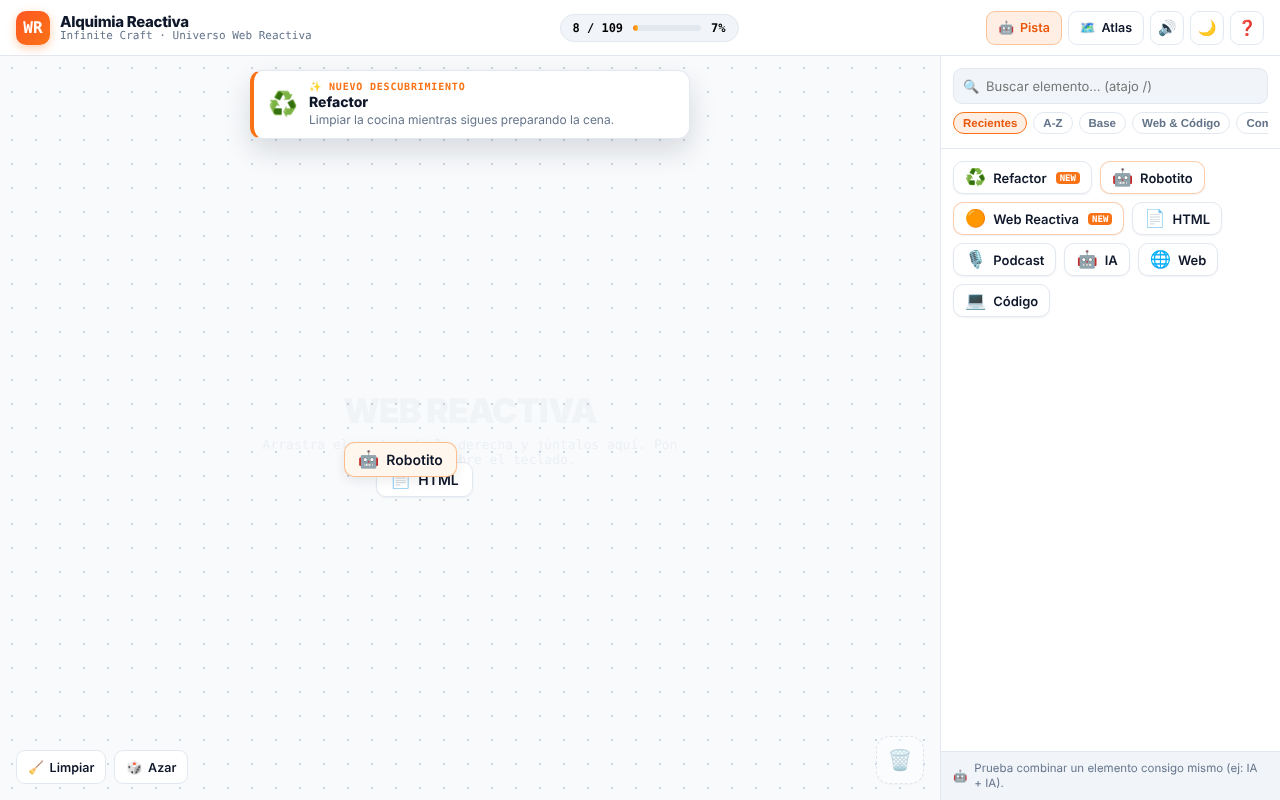 WR
Alquimia Reactiva
Infinite Craft · Universo Web Reactiva
8 / 109
7%
Pista
Atlas
✨ NUEVO DESCUBRIMIENTO
Refactor
Limpiar la cocina mientras sigues preparando la cena.
Buscar elemento... (atajo /)
Recientes
A-Z
Base
Web & Código
Con
Refactor NEW
Robotito
Web Reactiva NEW
HTML
Podcast
IA
Web
Código
WEB REACTIVA
Arrastra derecha y júntalos aquí. Pon
el teclado.
Robotito
HTML
Limpiar
Azar
Prueba combinar un elemento consigo mismo (ej: IA
+ IA).